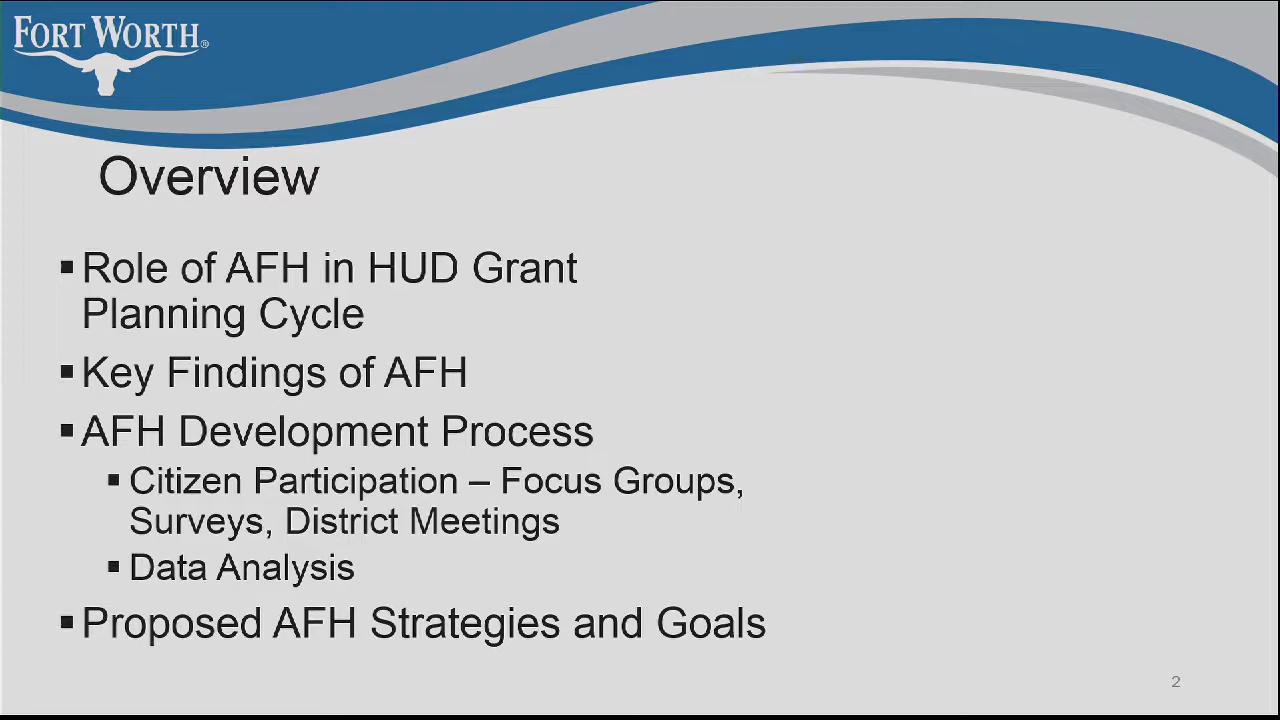 FORT WORTH®
Overview
▪Role of AFH in HUD Grant
Planning Cycle
▪Key Findings of AFH
▪AFH Development Process
▪Citizen Participation – Focus Groups,
Surveys, District Meetings
▪Data Analysis
▪Proposed AFH Strategies and Goals
2